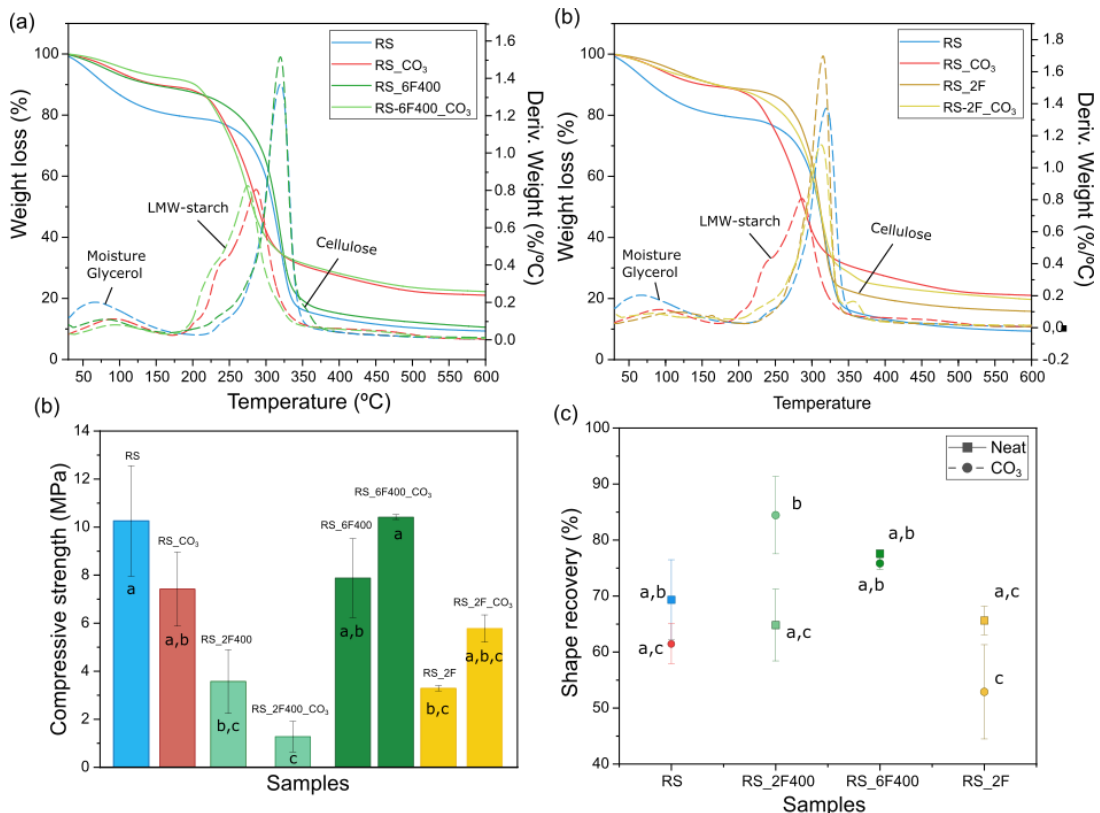 (a)
RS
RS_CO₃
RS_6F400
RS-6F400_CO₃
LMW-starch
Moisture
Glycerol
Cellulose
Weight loss (%)
100
80
60
40
20
0
1.6
1.4
1.2
1.0
0.8
0.6
0.4
0.2
0.0
Deriv. Weight (%/ºC)
50 100 150 200 250 300 350 400 450 500 550 600
Temperature (ºC)
(b)
RS
RS_CO₃
RS_2F
RS-2F_CO₃
LMW-starch
Moisture
Glycerol
Cellulose
Weight loss (%)
100
80
60
40
20
0
1.8
1.6
1.4
1.2
1.0
0.8
0.6
0.4
0.2
0,0
-0.2
Deriv. Weight (%/ºC)
50 100 150 200 250 300 350 400 450 500 550 600
Temperature
(b)
Compressive strength (MPa)
14
12
10
8
6
4
2
0
RS
a
RS_CO₃
a,b
RS_2F400
b,c
RS_2F400_CO₃
c
RS_6F400
a,b
RS_6F400_CO₃
a
RS_2F
b,c
RS_2F_CO₃
a,b,c
Samples
(c)
Neat
CO₃
Shape recovery (%)
100
90
80
70
60
50
40
a,b
a,c
b
a,c
a,b
a,b
a,c
c
RS RS_2F400 RS_6F400 RS_2F
Samples